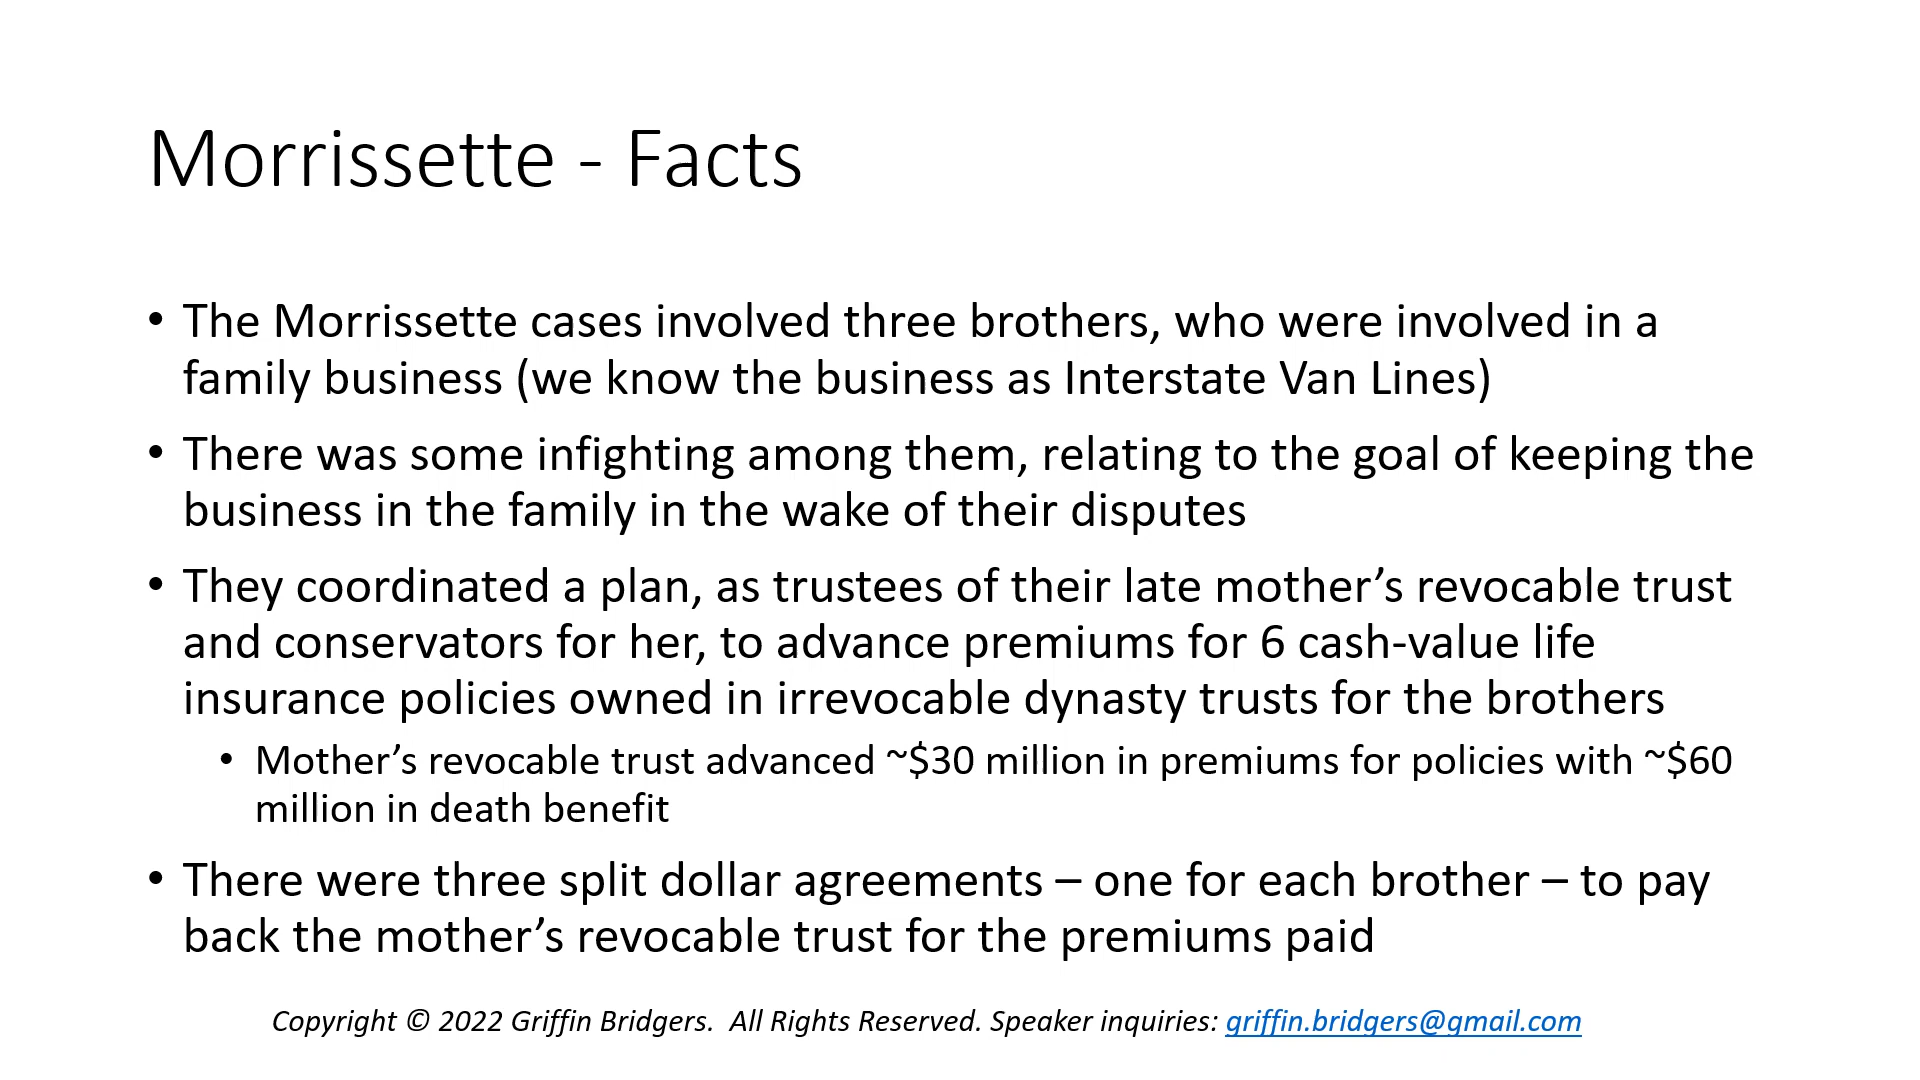 Morrissette - Facts
• The Morrissette cases involved three brothers, who were involved in a
family business (we know the business as Interstate Van Lines)
• There was some infighting among them, relating to the goal of keeping the
business in the family in the wake of their disputes
• They coordinated a plan, as trustees of their late mother’s revocable trust
and conservators for her, to advance premiums for 6 cash-value life
insurance policies owned in irrevocable dynasty trusts for the brothers
• Mother’s revocable trust advanced ~$30 million in premiums for policies with ~$60
million in death benefit
• There were three split dollar agreements – one for each brother – to pay
back the mother’s revocable trust for the premiums paid
Copyright © 2022 Griffin Bridgers.  All Rights Reserved. Speaker inquiries: griffin.bridgers@gmail.com